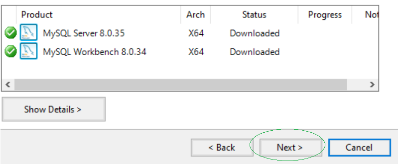 Product Arch Status Progress Not
MySQL Server 8.0.35 X64 Downloaded
MySQL Workbench 8.0.34 X64 Downloaded
Show Details >
< Back Next > Cancel